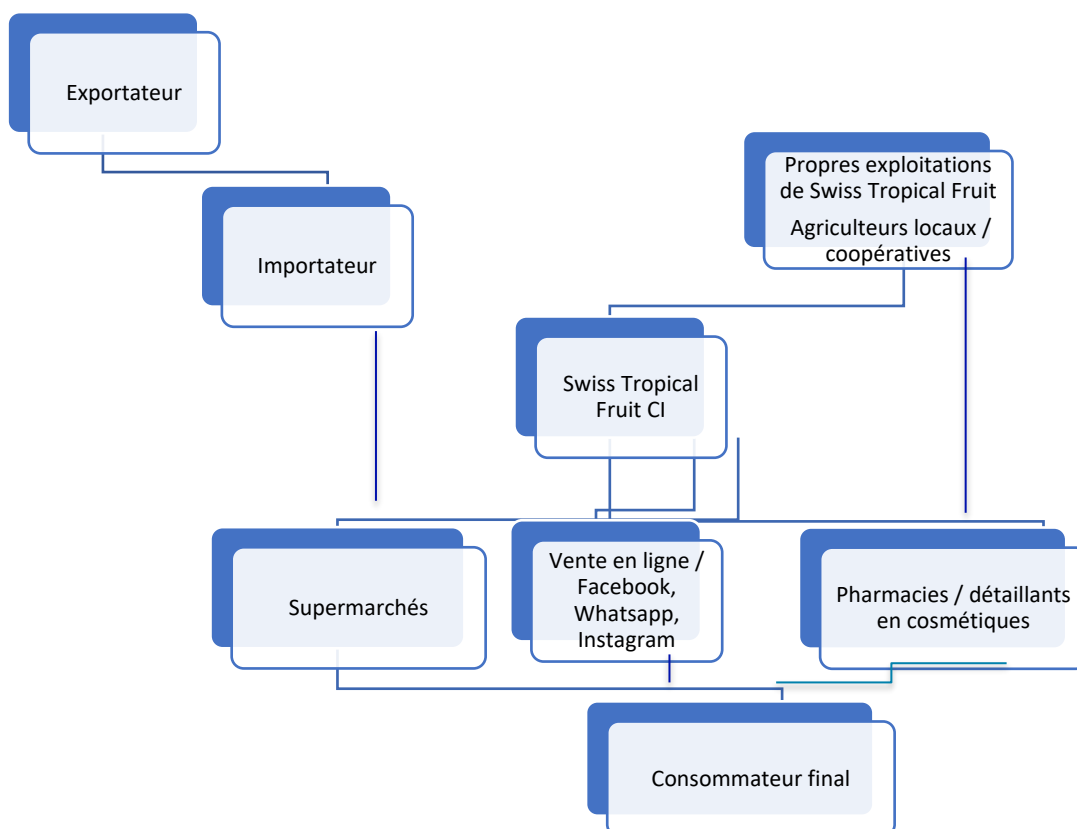 Exportateur
Propres exploitations
de Swiss Tropical Fruit
Agriculteurs locaux /
coopératives
Importateur
Swiss Tropical
Fruit CI
Supermarchés
Vente en ligne /
Facebook,
Whatsapp,
Instagram
Pharmacies / détaillants
en cosmétiques
Consommateur final